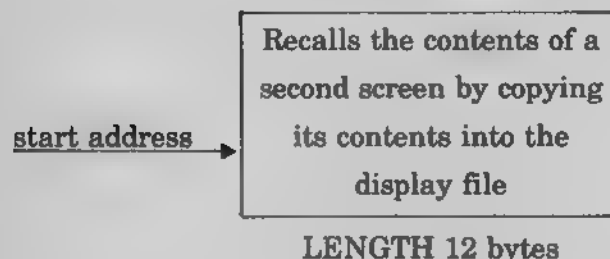 Recalls the contents of a
second screen by copying
start address
its contents into the
display file
LENGTH 12 bytes